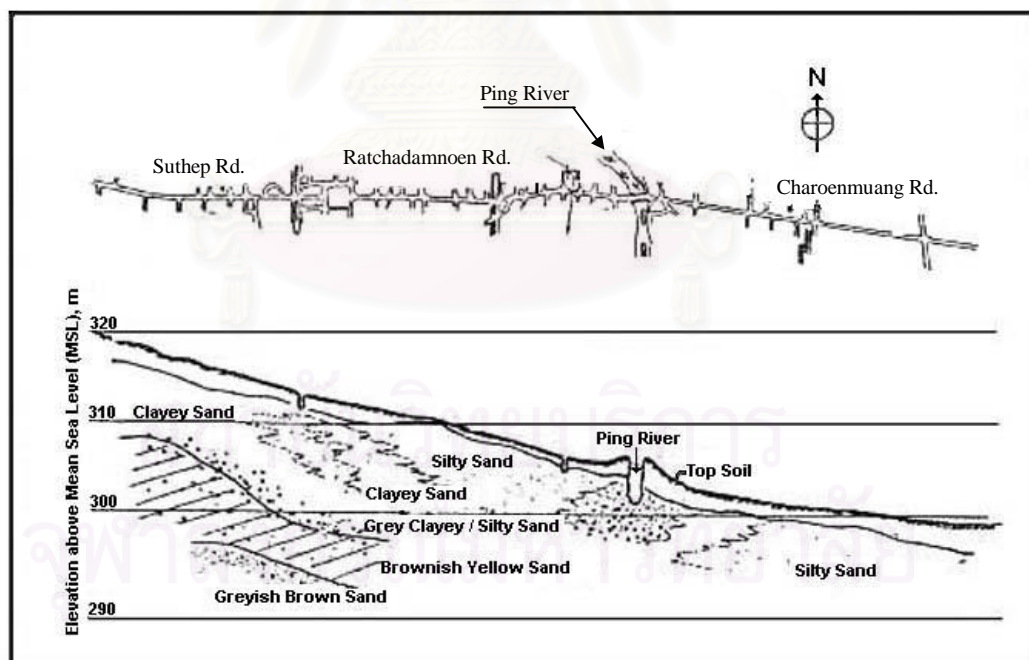 Ping River
N
Suthep Rd.
Ratchadamnoen Rd.
Charoenmuang Rd.
Elevation above Mean Sea Level (MSL), m
320
310
300
290
Clayey Sand
Silty Sand
Ping River
Top Soil
Clayey Sand
Grey Clayey / Silty Sand
Brownish Yellow Sand
Silty Sand
Greyish Brown Sand